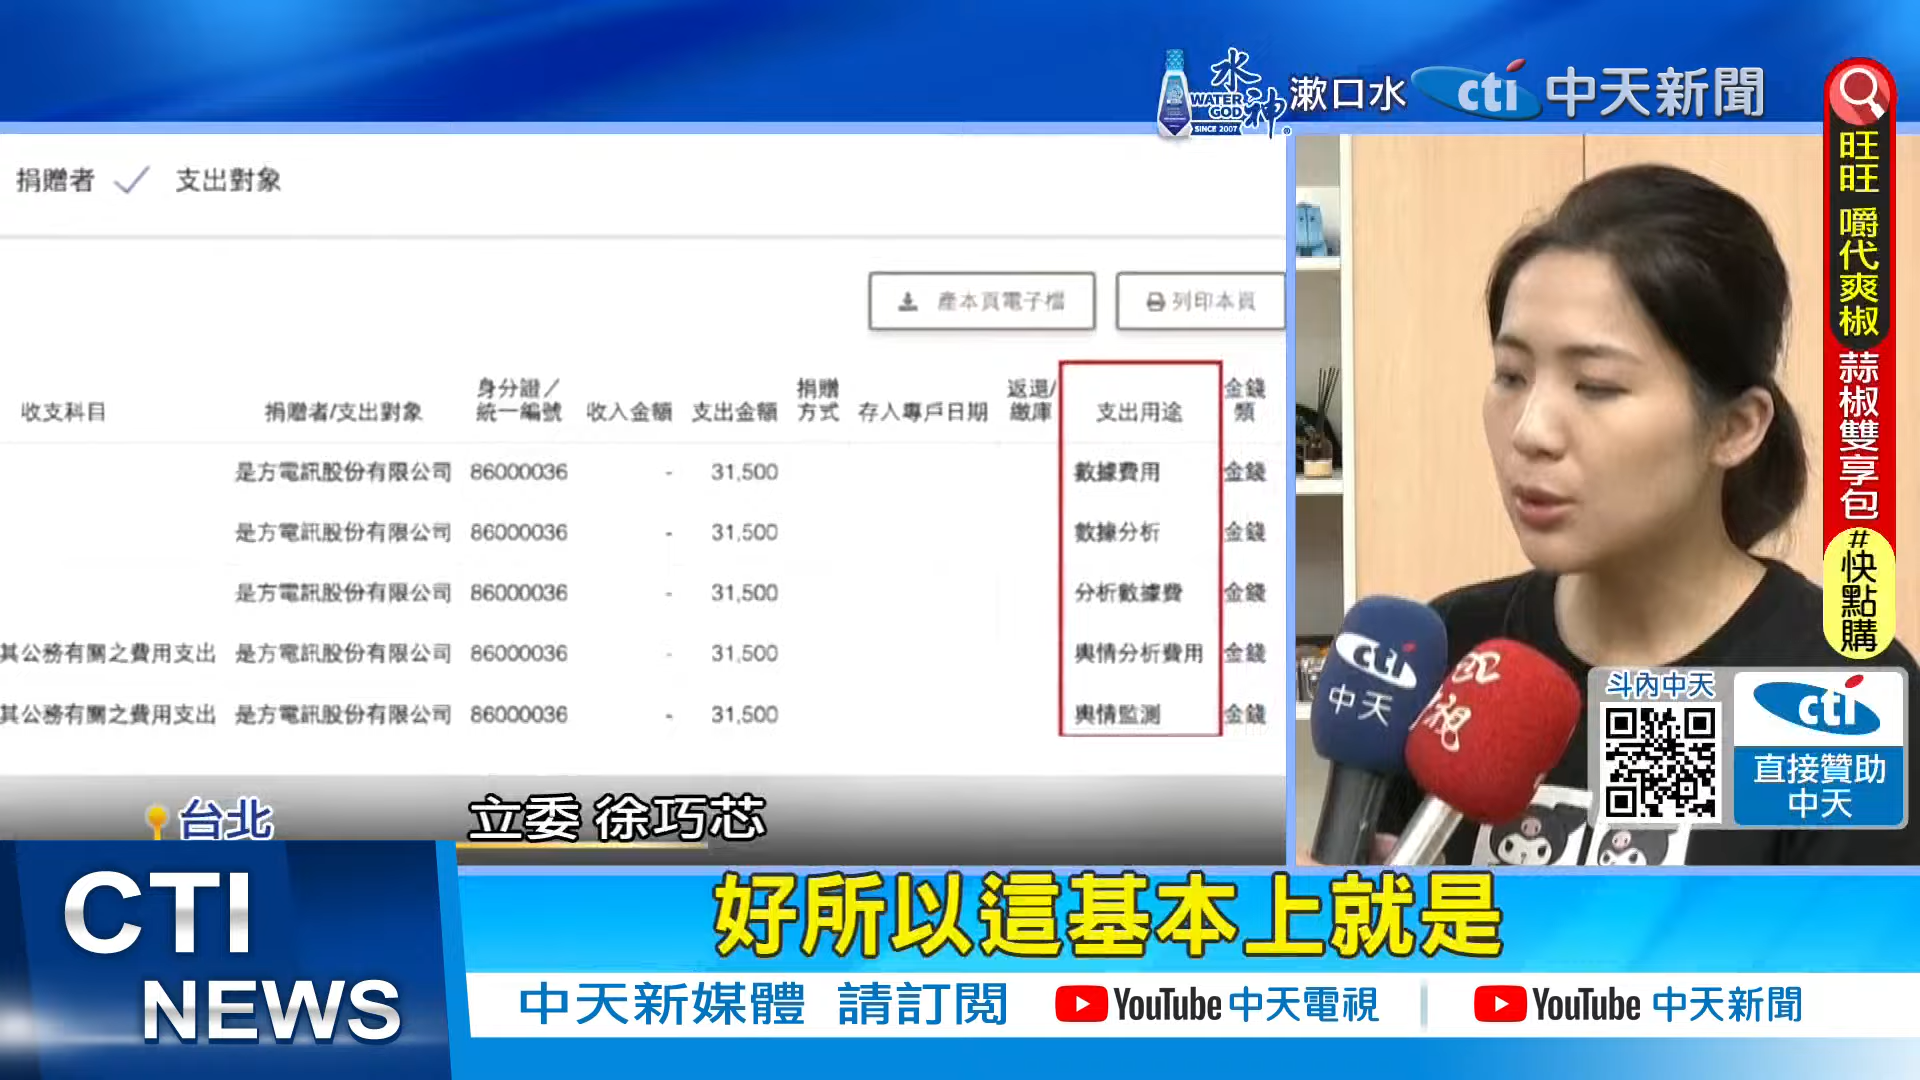 水神
WATER GOD
SINCE 2007
漱口水
cti 中天新聞
旺旺 嚼代爽椒 蒜椒雙享包
#快點購
捐贈者 支出對象
產本頁電子檔 列印本頁
收支科目 捐贈者/支出對象 身分證／統一編號 收入金額 支出金額 捐贈方式 存入專戶日期 返還/繳庫 支出用途 金錢類
是方電訊股份有限公司 86000036 - 31,500 數據費用 金錢
是方電訊股份有限公司 86000036 - 31,500 數據分析 金錢
是方電訊股份有限公司 86000036 - 31,500 分析數據費 金錢
其公務有關之費用支出 是方電訊股份有限公司 86000036 - 31,500 輿情分析費用 金錢
其公務有關之費用支出 是方電訊股份有限公司 86000036 - 31,500 輿情監測 金錢
cti
中天
視
斗內中天
cti
直接贊助
中天
台北 立委 徐巧芯
CTI
NEWS
好所以這基本上就是
中天新媒體 請訂閱 YouTube 中天電視 YouTube 中天新聞